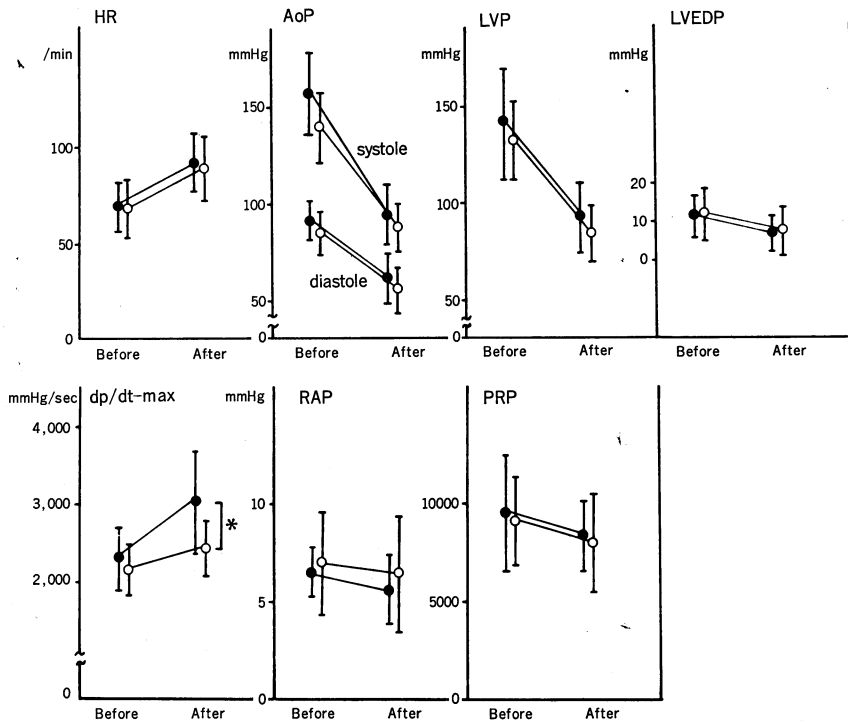 HR
/min
100
50
0
Before After
AoP
mmHg
150
100
50
0
systole
diastole
Before After
LVP
mmHg
150
100
50
0
Before After
LVEDP
mmHg
20
10
0
Before After
dp/dt-max
mmHg/sec
4,000
3,000
2,000
0
*
Before After
RAP
mmHg
10
5
0
Before After
PRP
10000
5000
0
Before After